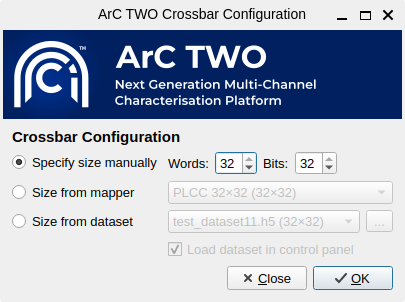 ArC TWO Crossbar Configuration
ArC TWO
Next Generation Multi-Channel
Characterisation Platform
Crossbar Configuration
Specify size manually Words: 32 Bits: 32
Size from mapper PLCC 32×32 (32×32)
Size from dataset test_dataset11.h5 (32×32) ...
Load dataset in control panel
Close OK